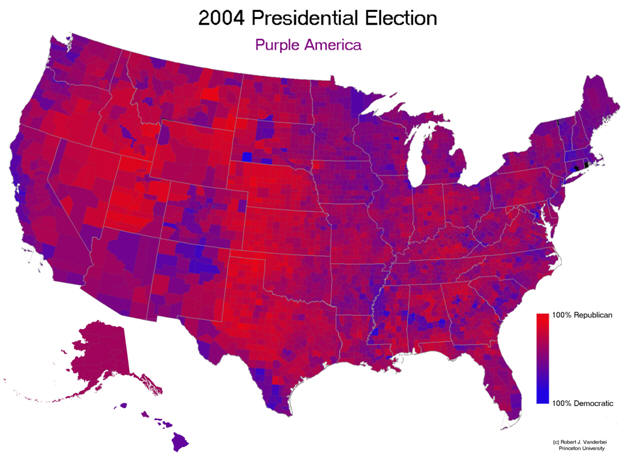 2004 Presidential Election
Purple America
100% Republican
100% Democratic
(c) Robert J. Vanderbei
Princeton University